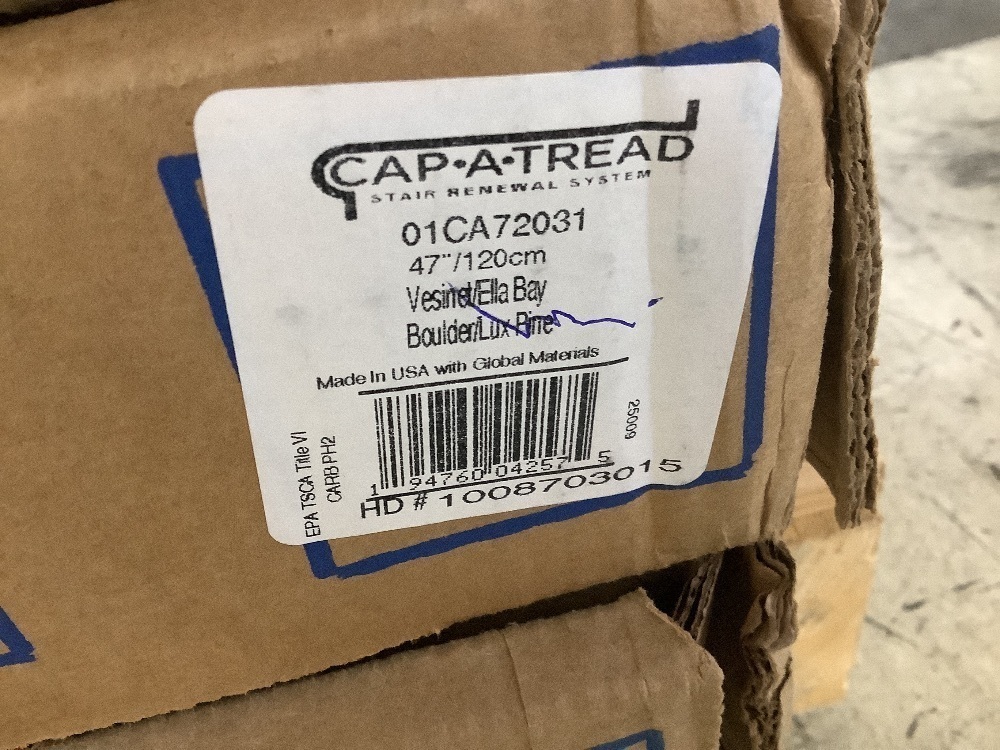 CAP•A•TREAD
STAIR RENEWAL SYSTEM
01CA72031
47"/120cm
Vesinet/Ella Bay
Boulder/Lux Pine
Made In USA with Global Materials
EPA TSCA Title VI
CARB PH2
25009
1 94760 04257 5
HD # 1008703015